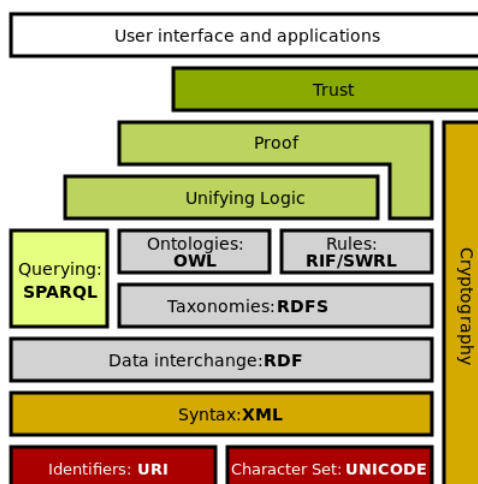 User interface and applications
Trust
Proof
Unifying Logic
Querying:
SPARQL
Ontologies:
OWL
Rules:
RIF/SWRL
Taxonomies:RDFS
Cryptography
Data interchange:RDF
Syntax:XML
Identifiers: URI
Character Set: UNICODE